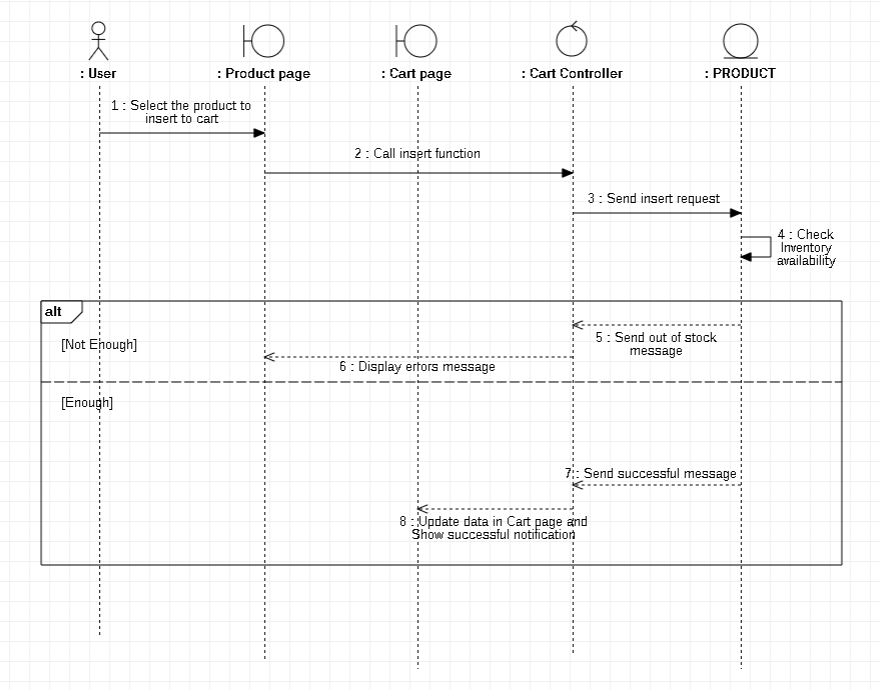 : User
: Product page
: Cart page
: Cart Controller
: PRODUCT
1 : Select the product to
insert to cart
2 : Call insert function
3 : Send insert request
4 : Check
Inventory
availability
alt
[Not Enough]
5 : Send out of stock
message
6 : Display errors message
[Enough]
7 : Send successful message
8 : Update data in Cart page and
Show successful notification